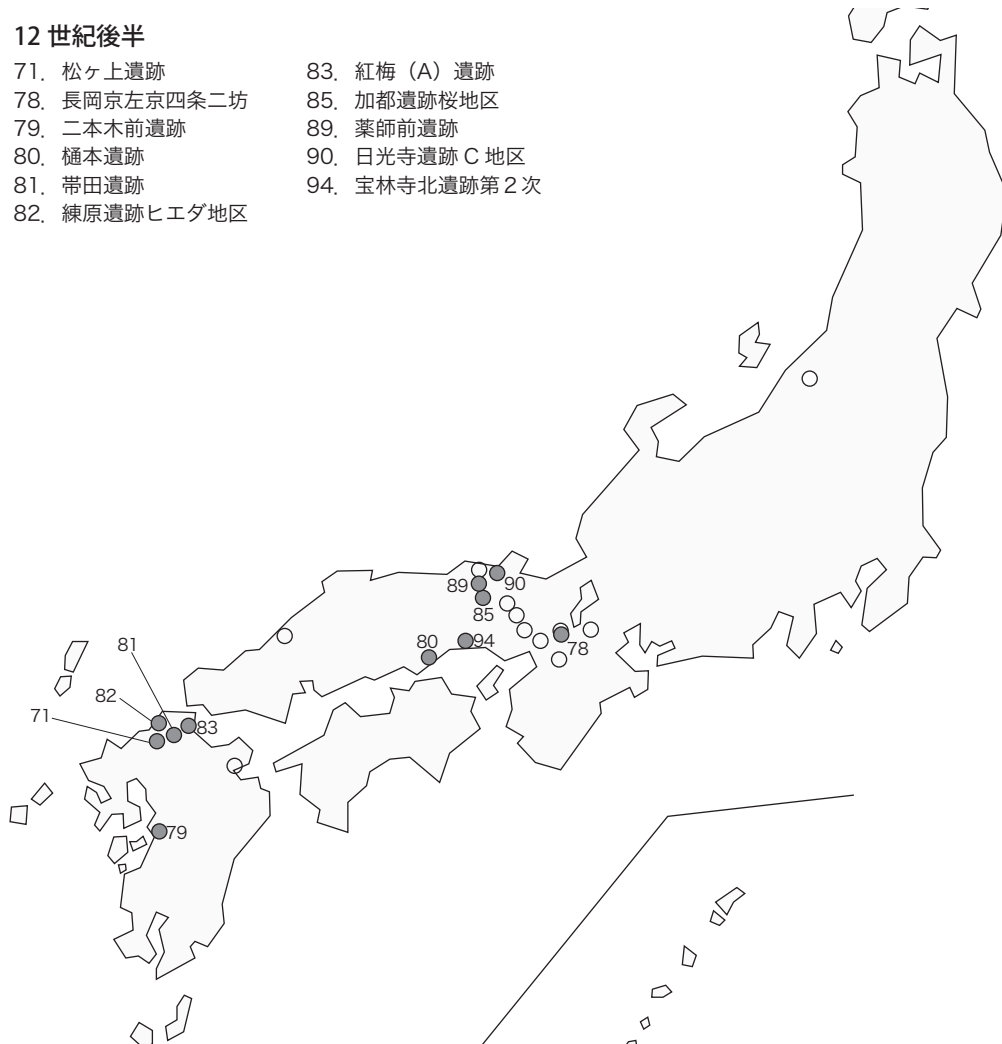 12 世紀後半
71. 松ヶ上遺跡
78. 長岡京左京四条二坊
79. 二本木前遺跡
80. 樋本遺跡
81. 帯田遺跡
82. 練原遺跡ヒエダ地区
83. 紅梅（A）遺跡
85. 加都遺跡桜地区
89. 薬師前遺跡
90. 日光寺遺跡 C 地区
94. 宝林寺北遺跡第２次
89
90
85
80
94
78
81
82
71
83
79